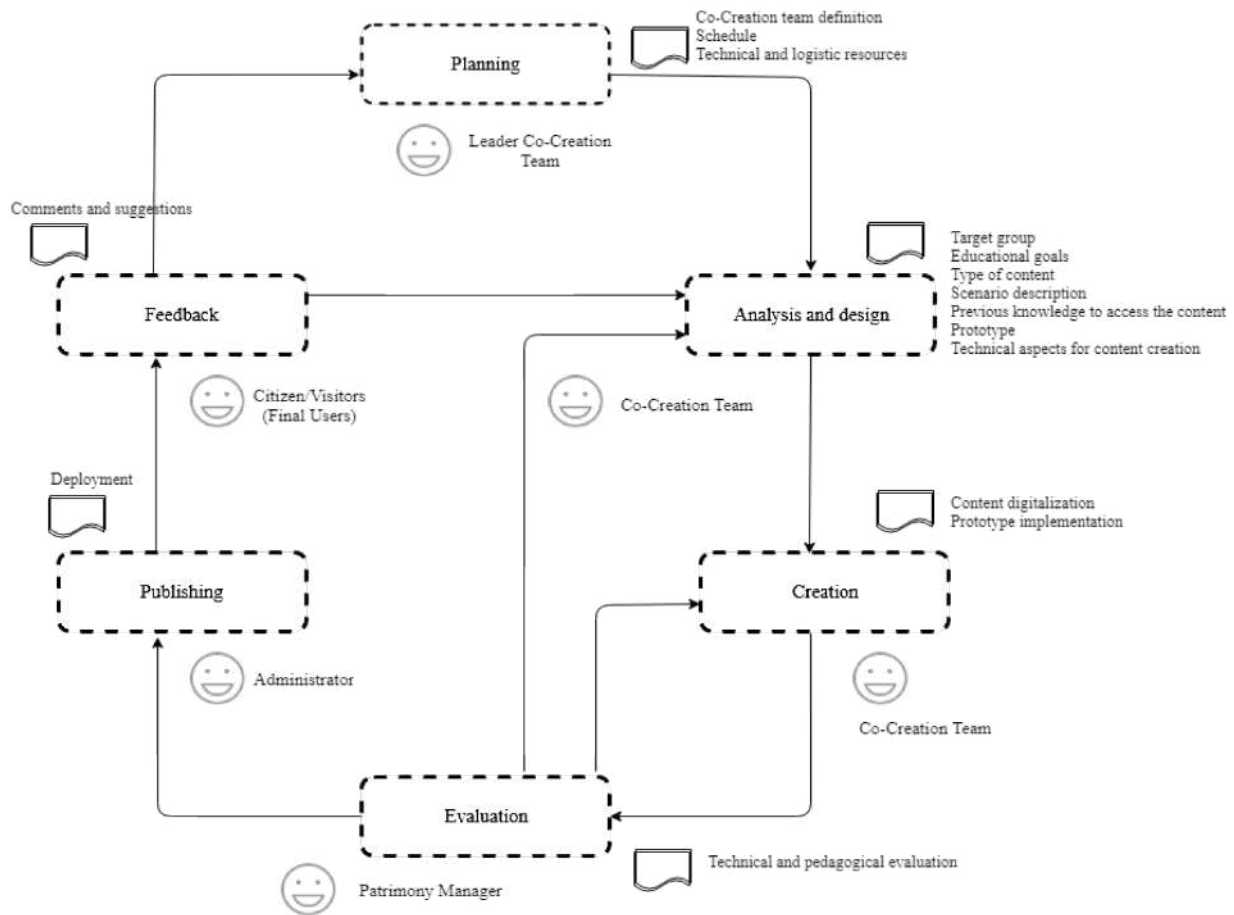 Co-Creation team definition
Schedule
Technical and logistic resources
Planning
Leader Co-Creation
Team
Comments and suggestions
Target group
Educational goals
Type of content
Scenario description
Previous knowledge to access the content
Prototype
Technical aspects for content creation
Feedback
Analysis and design
Citizen/Visitors
(Final Users)
Co-Creation Team
Deployment
Content digitalization
Prototype implementation
Publishing
Creation
Administrator
Co-Creation Team
Evaluation
Technical and pedagogical evaluation
Patrimony Manager